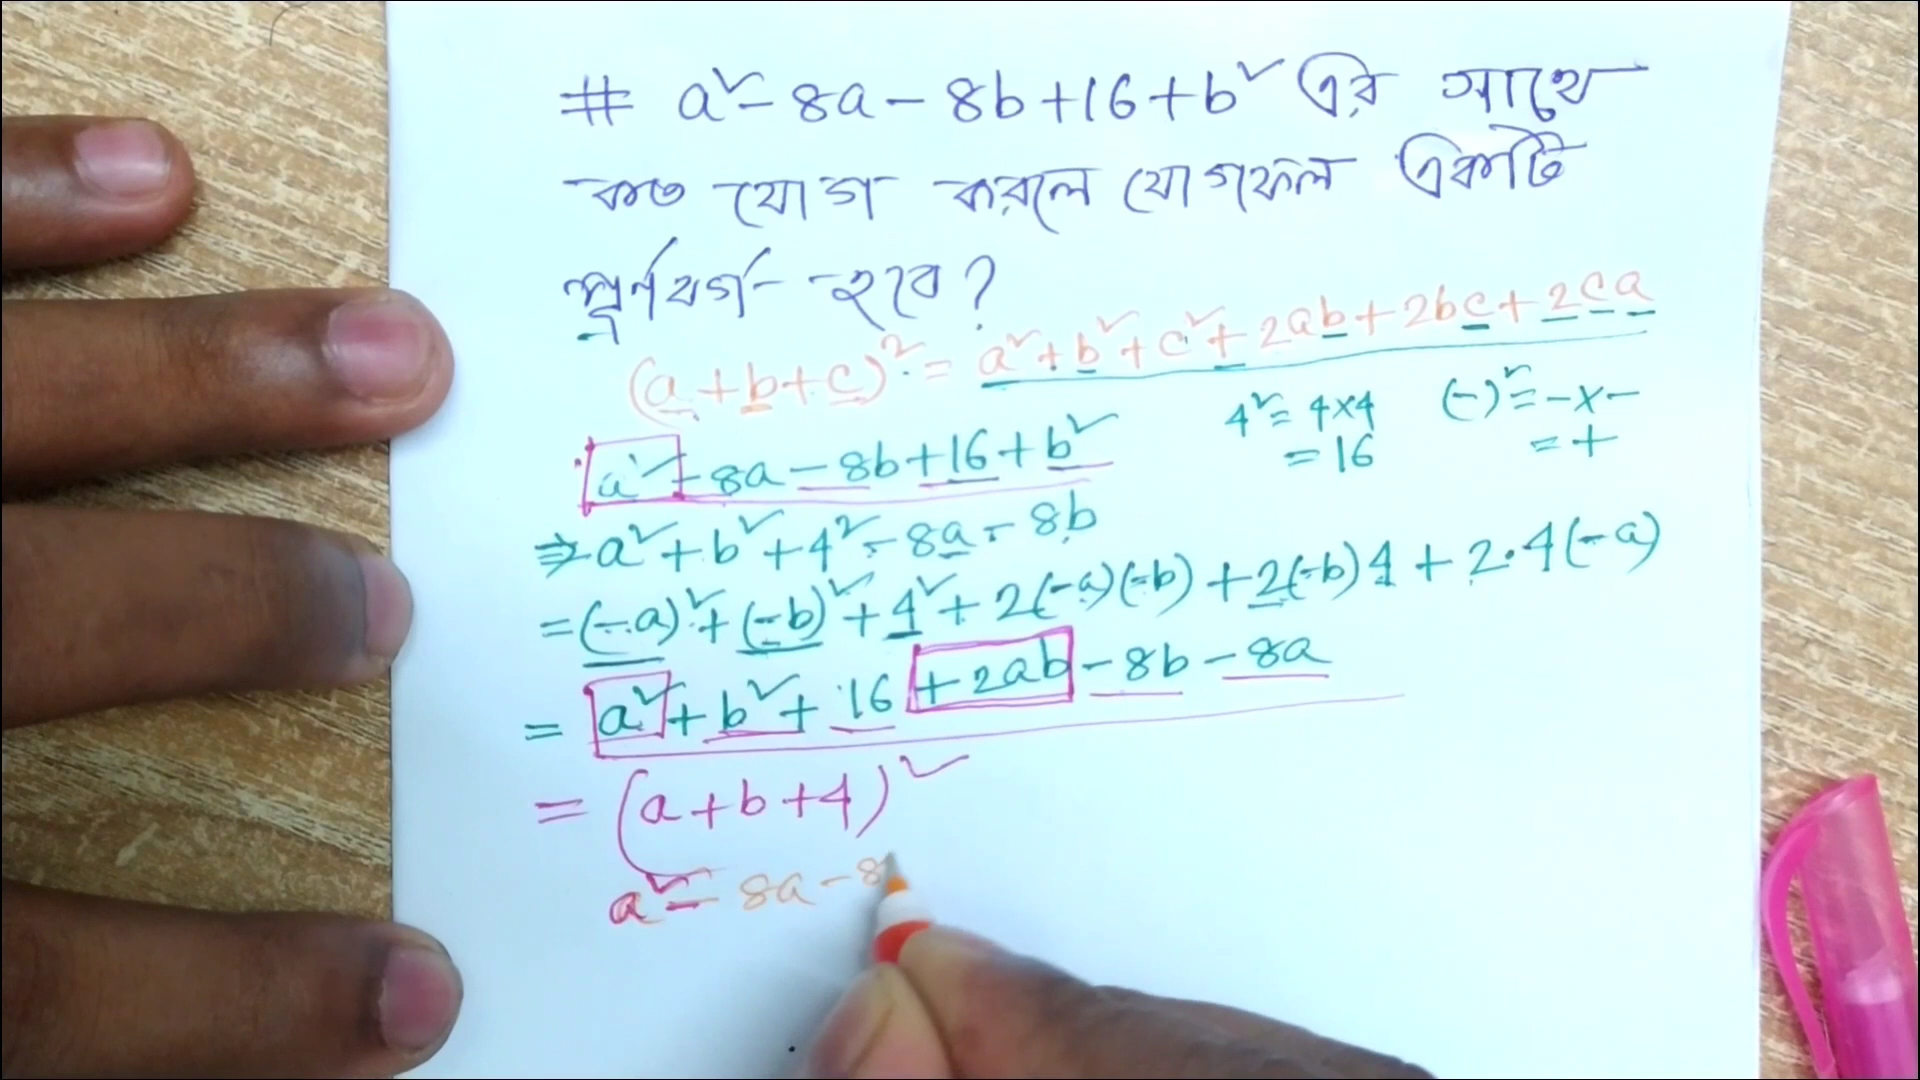 # a² - 8a - 8b + 16 + b² এর সাথে
কত যোগ করলে যোগফল একটি
পূর্ণবর্গ হবে?
(a + b + c)² = a² + b² + c² + 2ab + 2bc + 2ca
4² = 4×4
= 16
(-)² = - × -
= +
a² - 8a - 8b + 16 + b²
⇒ a² + b² + 4² - 8a - 8b
= (-a)² + (-b)² + 4² + 2(-a)(-b) + 2(-b)4 + 2·4(-a)
= a² + b² + 16 + 2ab - 8b - 8a
= (a + b + 4)²
a² - 8a - 8